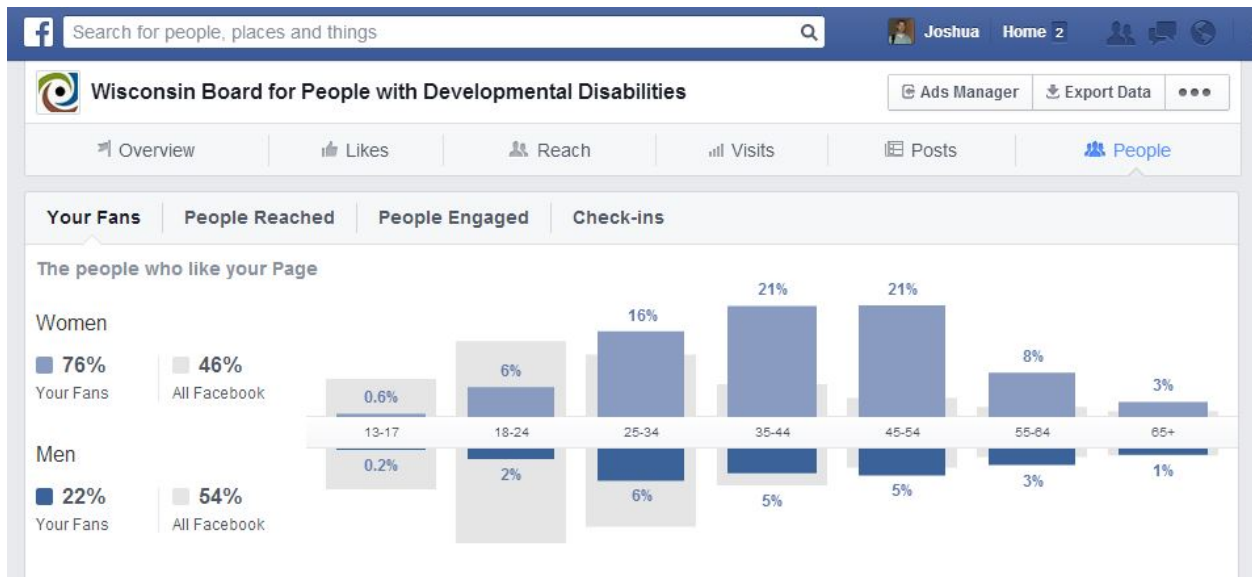 f Search for people, places and things Joshua Home 2
Wisconsin Board for People with Developmental Disabilities Ads Manager Export Data
Overview Likes Reach Visits Posts People
Your Fans People Reached People Engaged Check-ins
The people who like your Page
Women
76% 46%
Your Fans All Facebook
0.6% 6% 16% 21% 21% 8% 3%
13-17 18-24 25-34 35-44 45-54 55-64 65+
Men
0.2% 2% 6% 5% 5% 3% 1%
22% 54%
Your Fans All Facebook